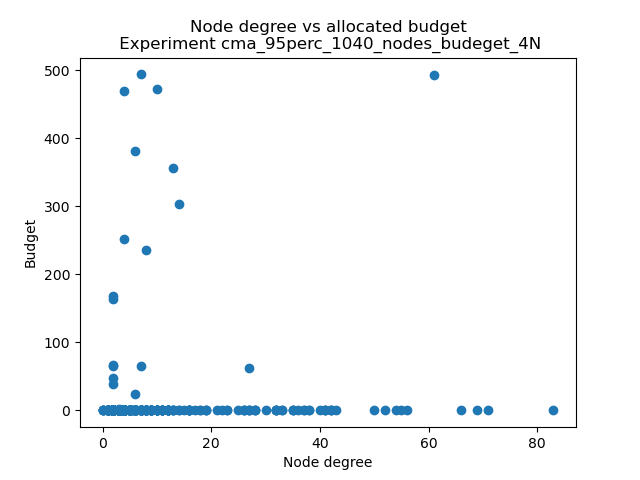 Node degree vs allocated budget
Experiment cma_95perc_1040_nodes_budeget_4N
500
400
300
200
100
0
Budget
0 20 40 60 80
Node degree